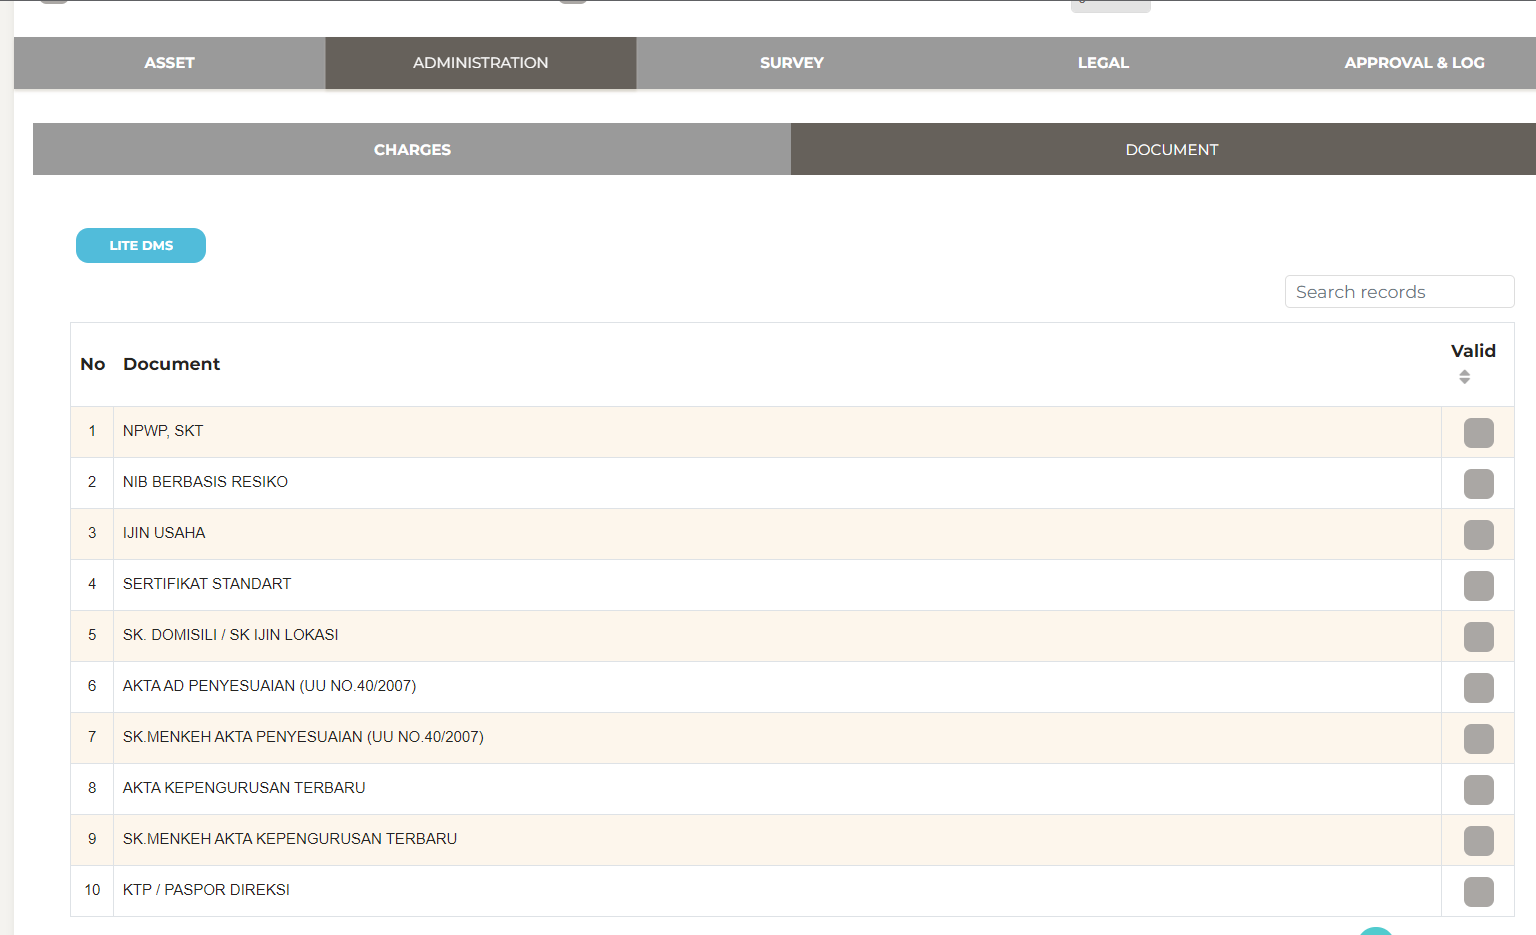 ASSET
ADMINISTRATION
SURVEY
LEGAL
APPROVAL & LOG
CHARGES
DOCUMENT
LITE DMS
Search records
No Document Valid
1 NPWP, SKT
2 NIB BERBASIS RESIKO
3 IJIN USAHA
4 SERTIFIKAT STANDART
5 SK. DOMISILI / SK IJIN LOKASI
6 AKTA AD PENYESUAIAN (UU NO.40/2007)
7 SK.MENKEH AKTA PENYESUAIAN (UU NO.40/2007)
8 AKTA KEPENGURUSAN TERBARU
9 SK.MENKEH AKTA KEPENGURUSAN TERBARU
10 KTP / PASPOR DIREKSI